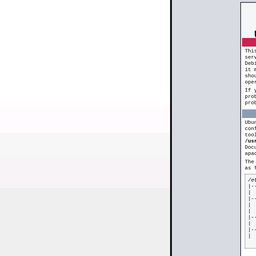 This
serv
Debi
it n
shou
oper
If y
prob
prob
Ubun
conf
tool
/usr
Docu
apac
The
as f
/et
|--
|
|--
|
|
|--
|
|--
|